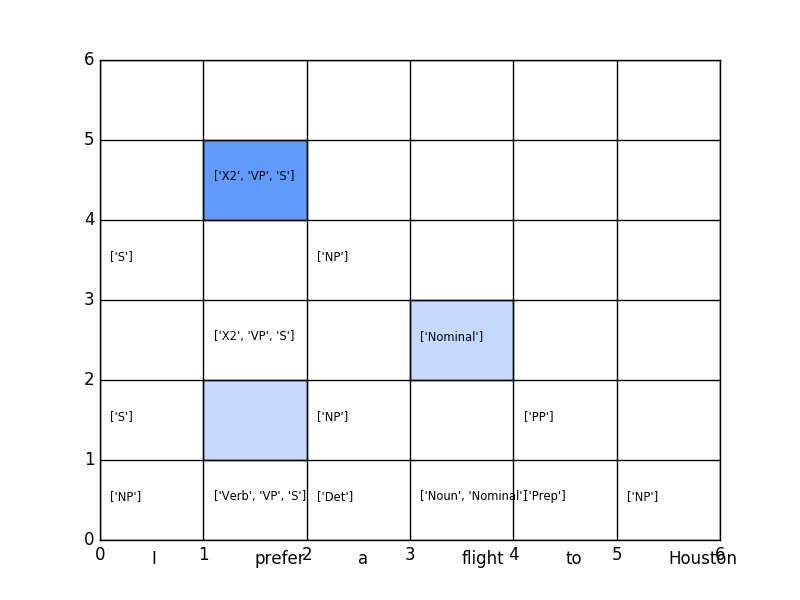 6
5
['X2', 'VP', 'S']
4
['S'] ['NP']
3
['X2', 'VP', 'S'] ['Nominal']
2
['S'] ['NP'] ['PP']
1
['NP'] ['Verb', 'VP', 'S'] ['Det'] ['Noun', 'Nominal'] ['Prep'] ['NP']
0
0 1 2 3 4 5 6
I prefer a flight to Houston